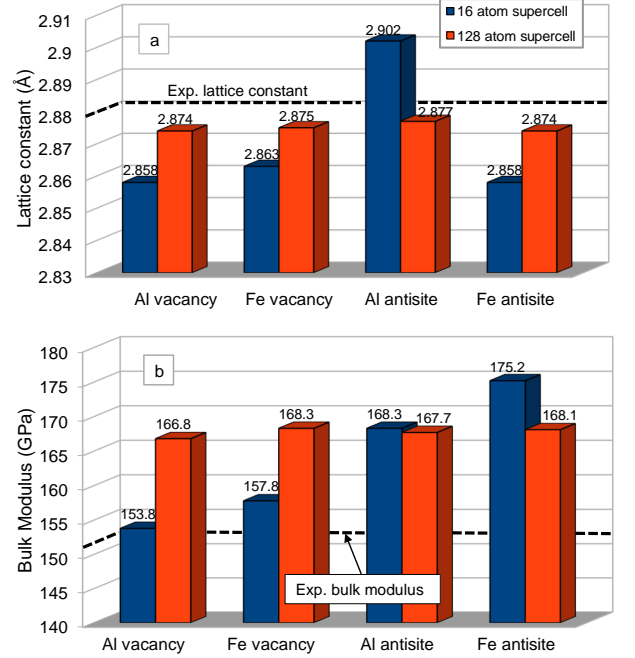 16 atom supercell
128 atom supercell
a
Lattice constant (Å)
2.91
2.9
2.89
2.88
2.87
2.86
2.85
2.84
2.83
Exp. lattice constant
2.858 2.874 2.863 2.875 2.902 2.877 2.858 2.874
Al vacancy Fe vacancy Al antisite Fe antisite
b
Bulk Modulus (GPa)
180
175
170
165
160
155
150
145
140
153.8 166.8 157.8 168.3 168.3 167.7 175.2 168.1
Exp. bulk modulus
Al vacancy Fe vacancy Al antisite Fe antisite